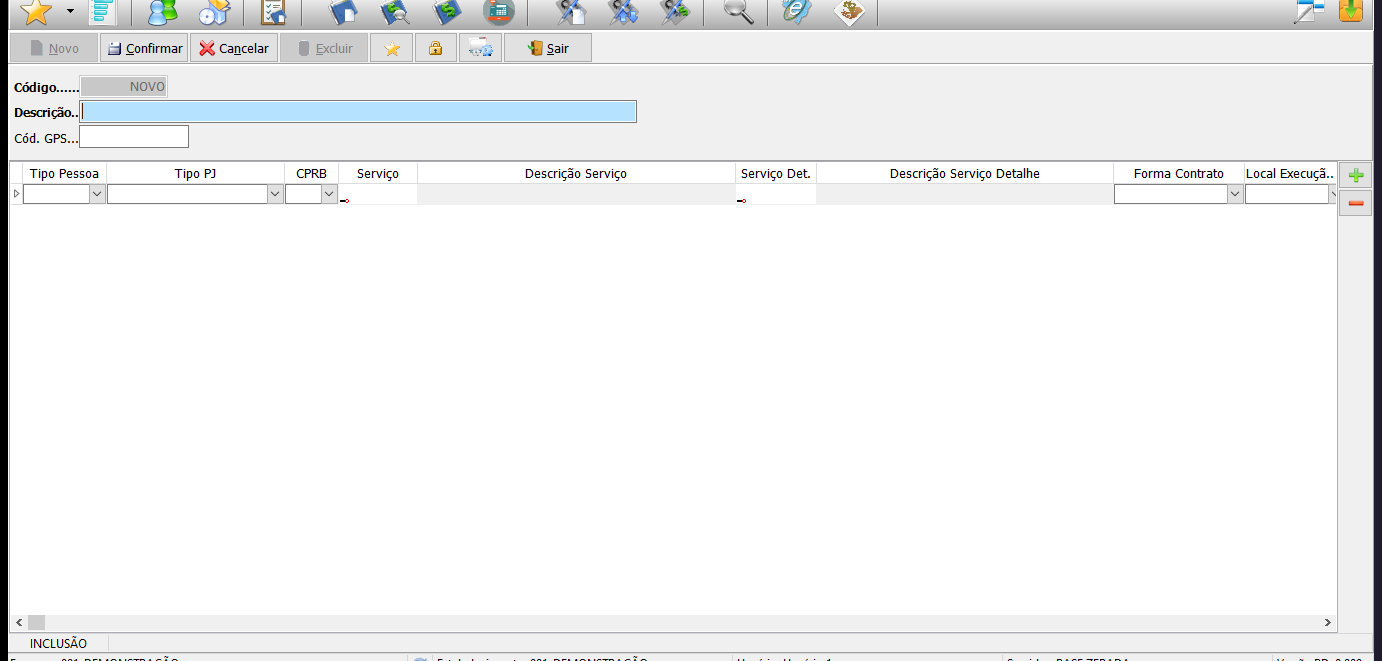 Novo Confirmar Cancelar Excluir Sair
Código...... NOVO
Descrição..
Cód. GPS...
Tipo Pessoa Tipo PJ CPRB Serviço Descrição Serviço Serviço Det. Descrição Serviço Detalhe Forma Contrato Local Execuçã..
INCLUSÃO